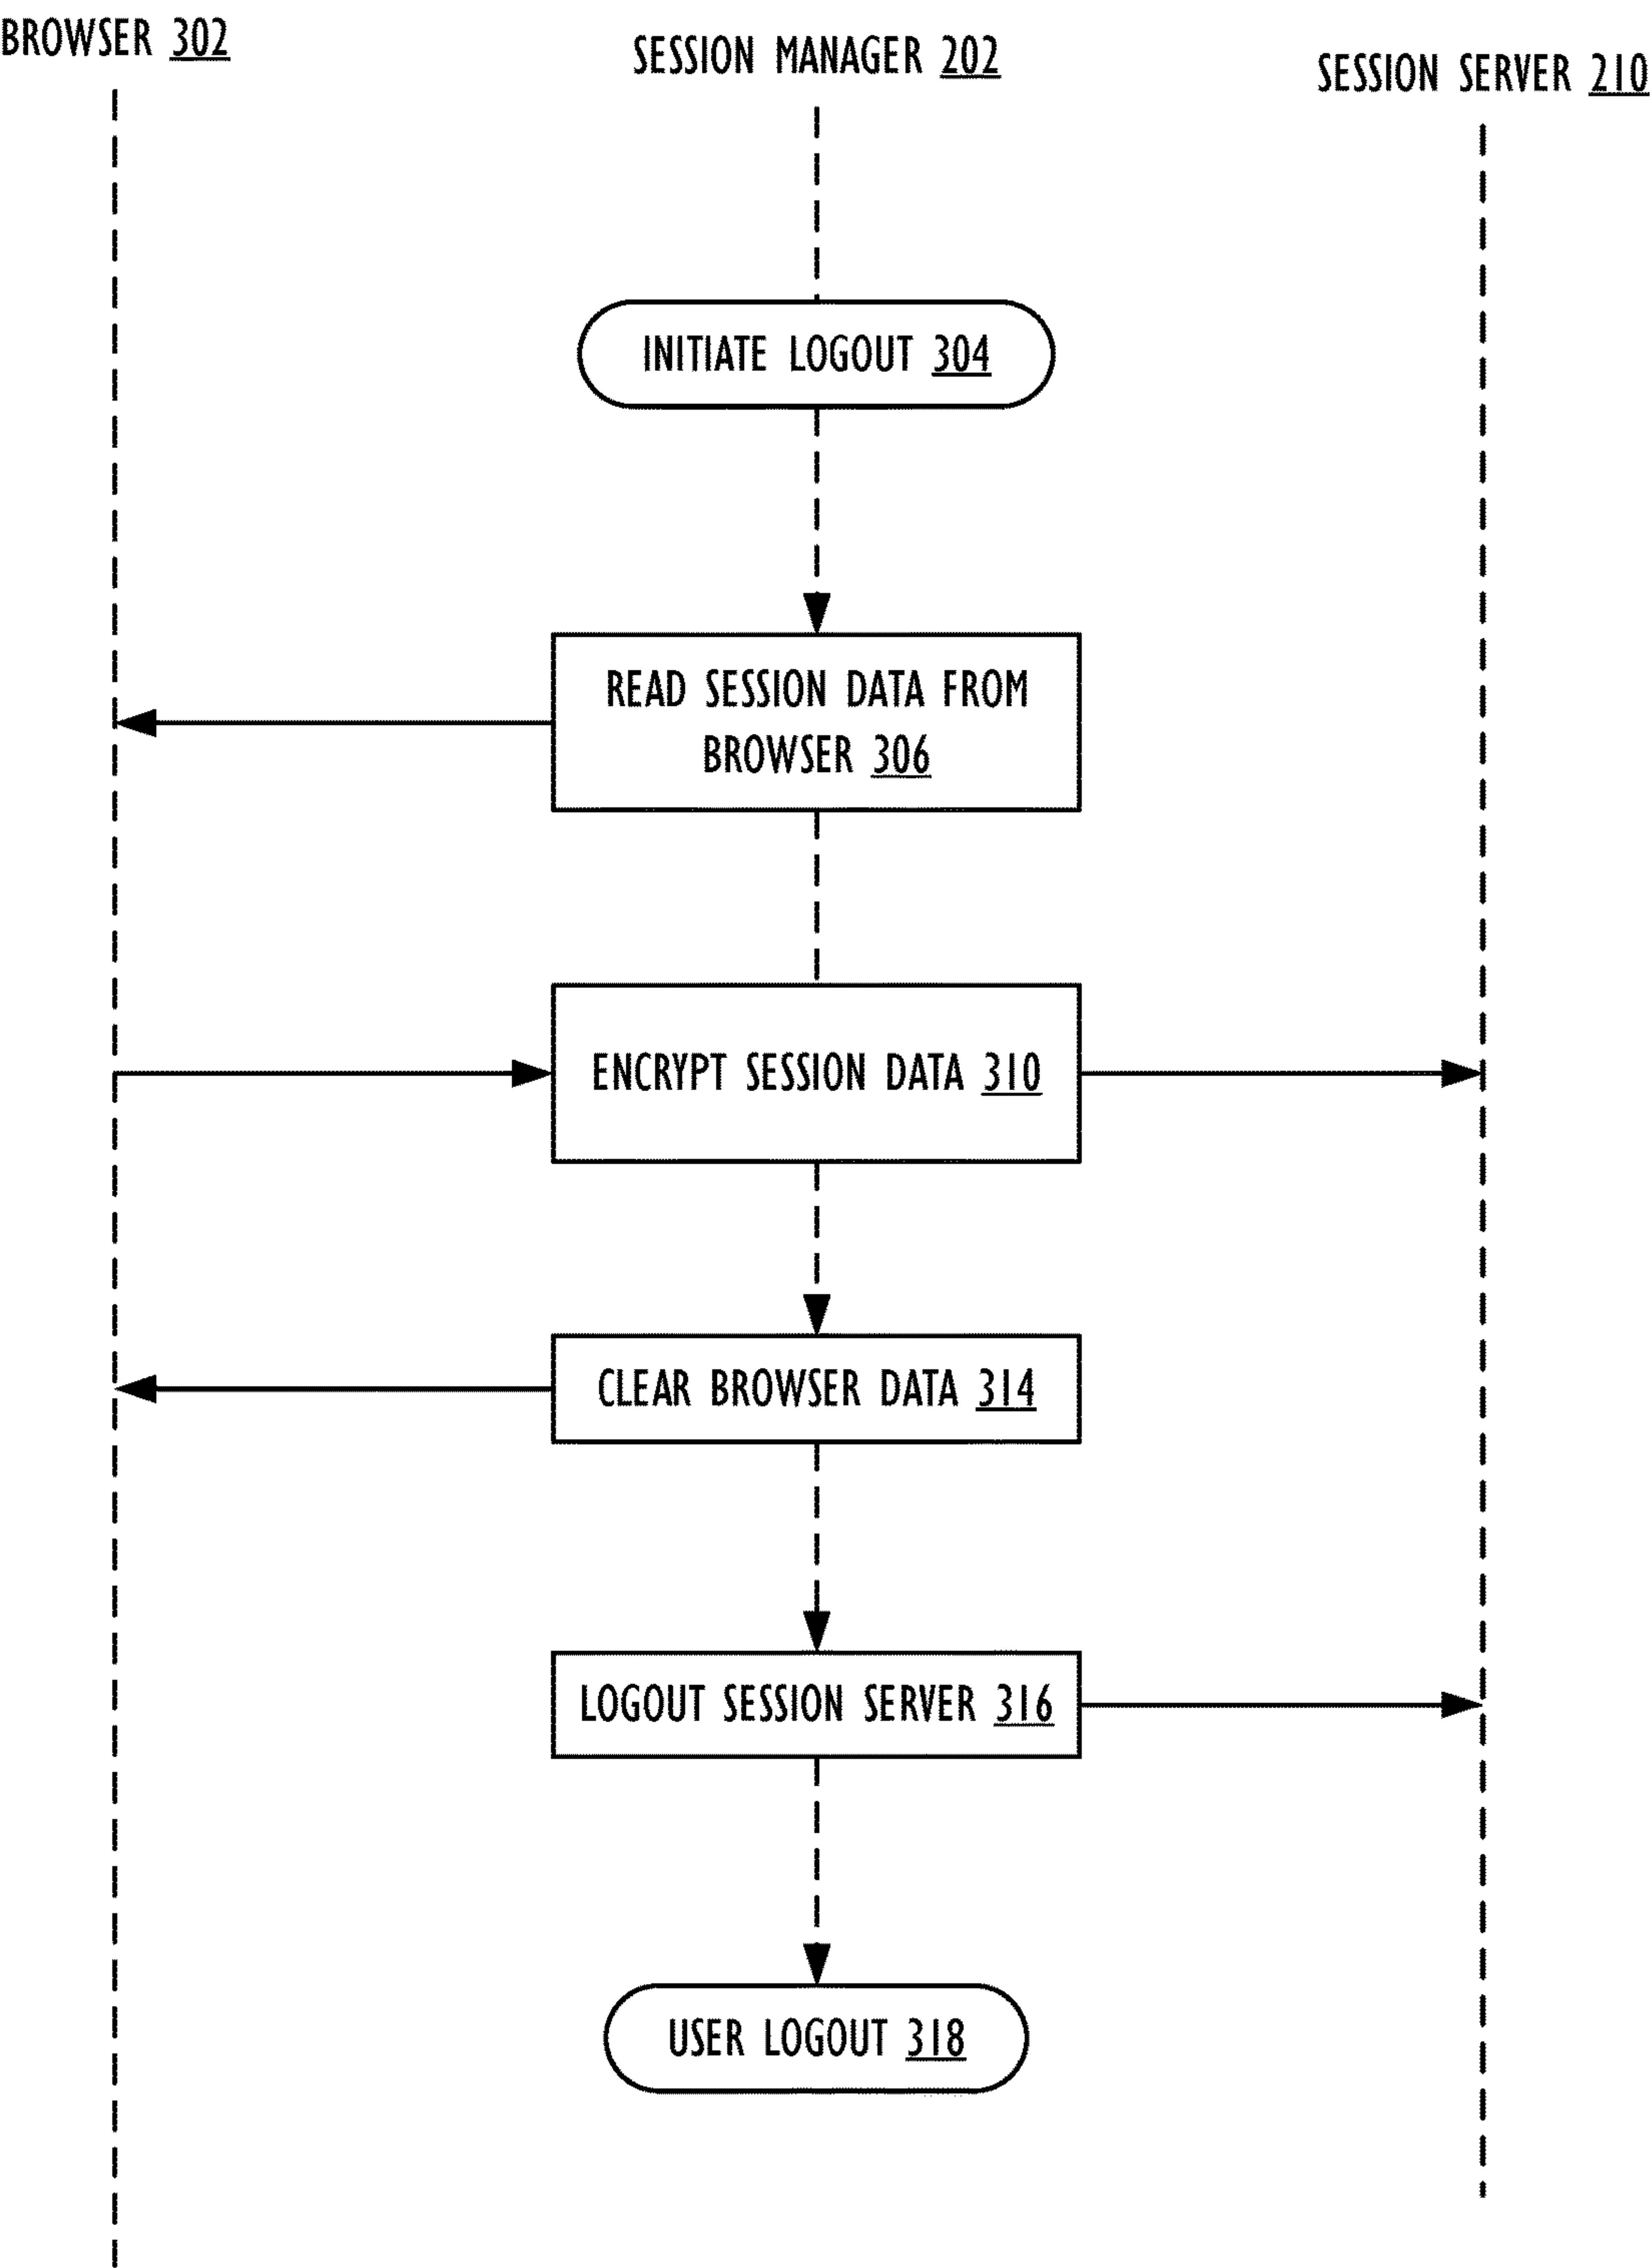 BROWSER 302
SESSION MANAGER 202
SESSION SERVER 210
INITIATE LOGOUT 304
READ SESSION DATA FROM
BROWSER 306
ENCRYPT SESSION DATA 310
CLEAR BROWSER DATA 314
LOGOUT SESSION SERVER 316
USER LOGOUT 318